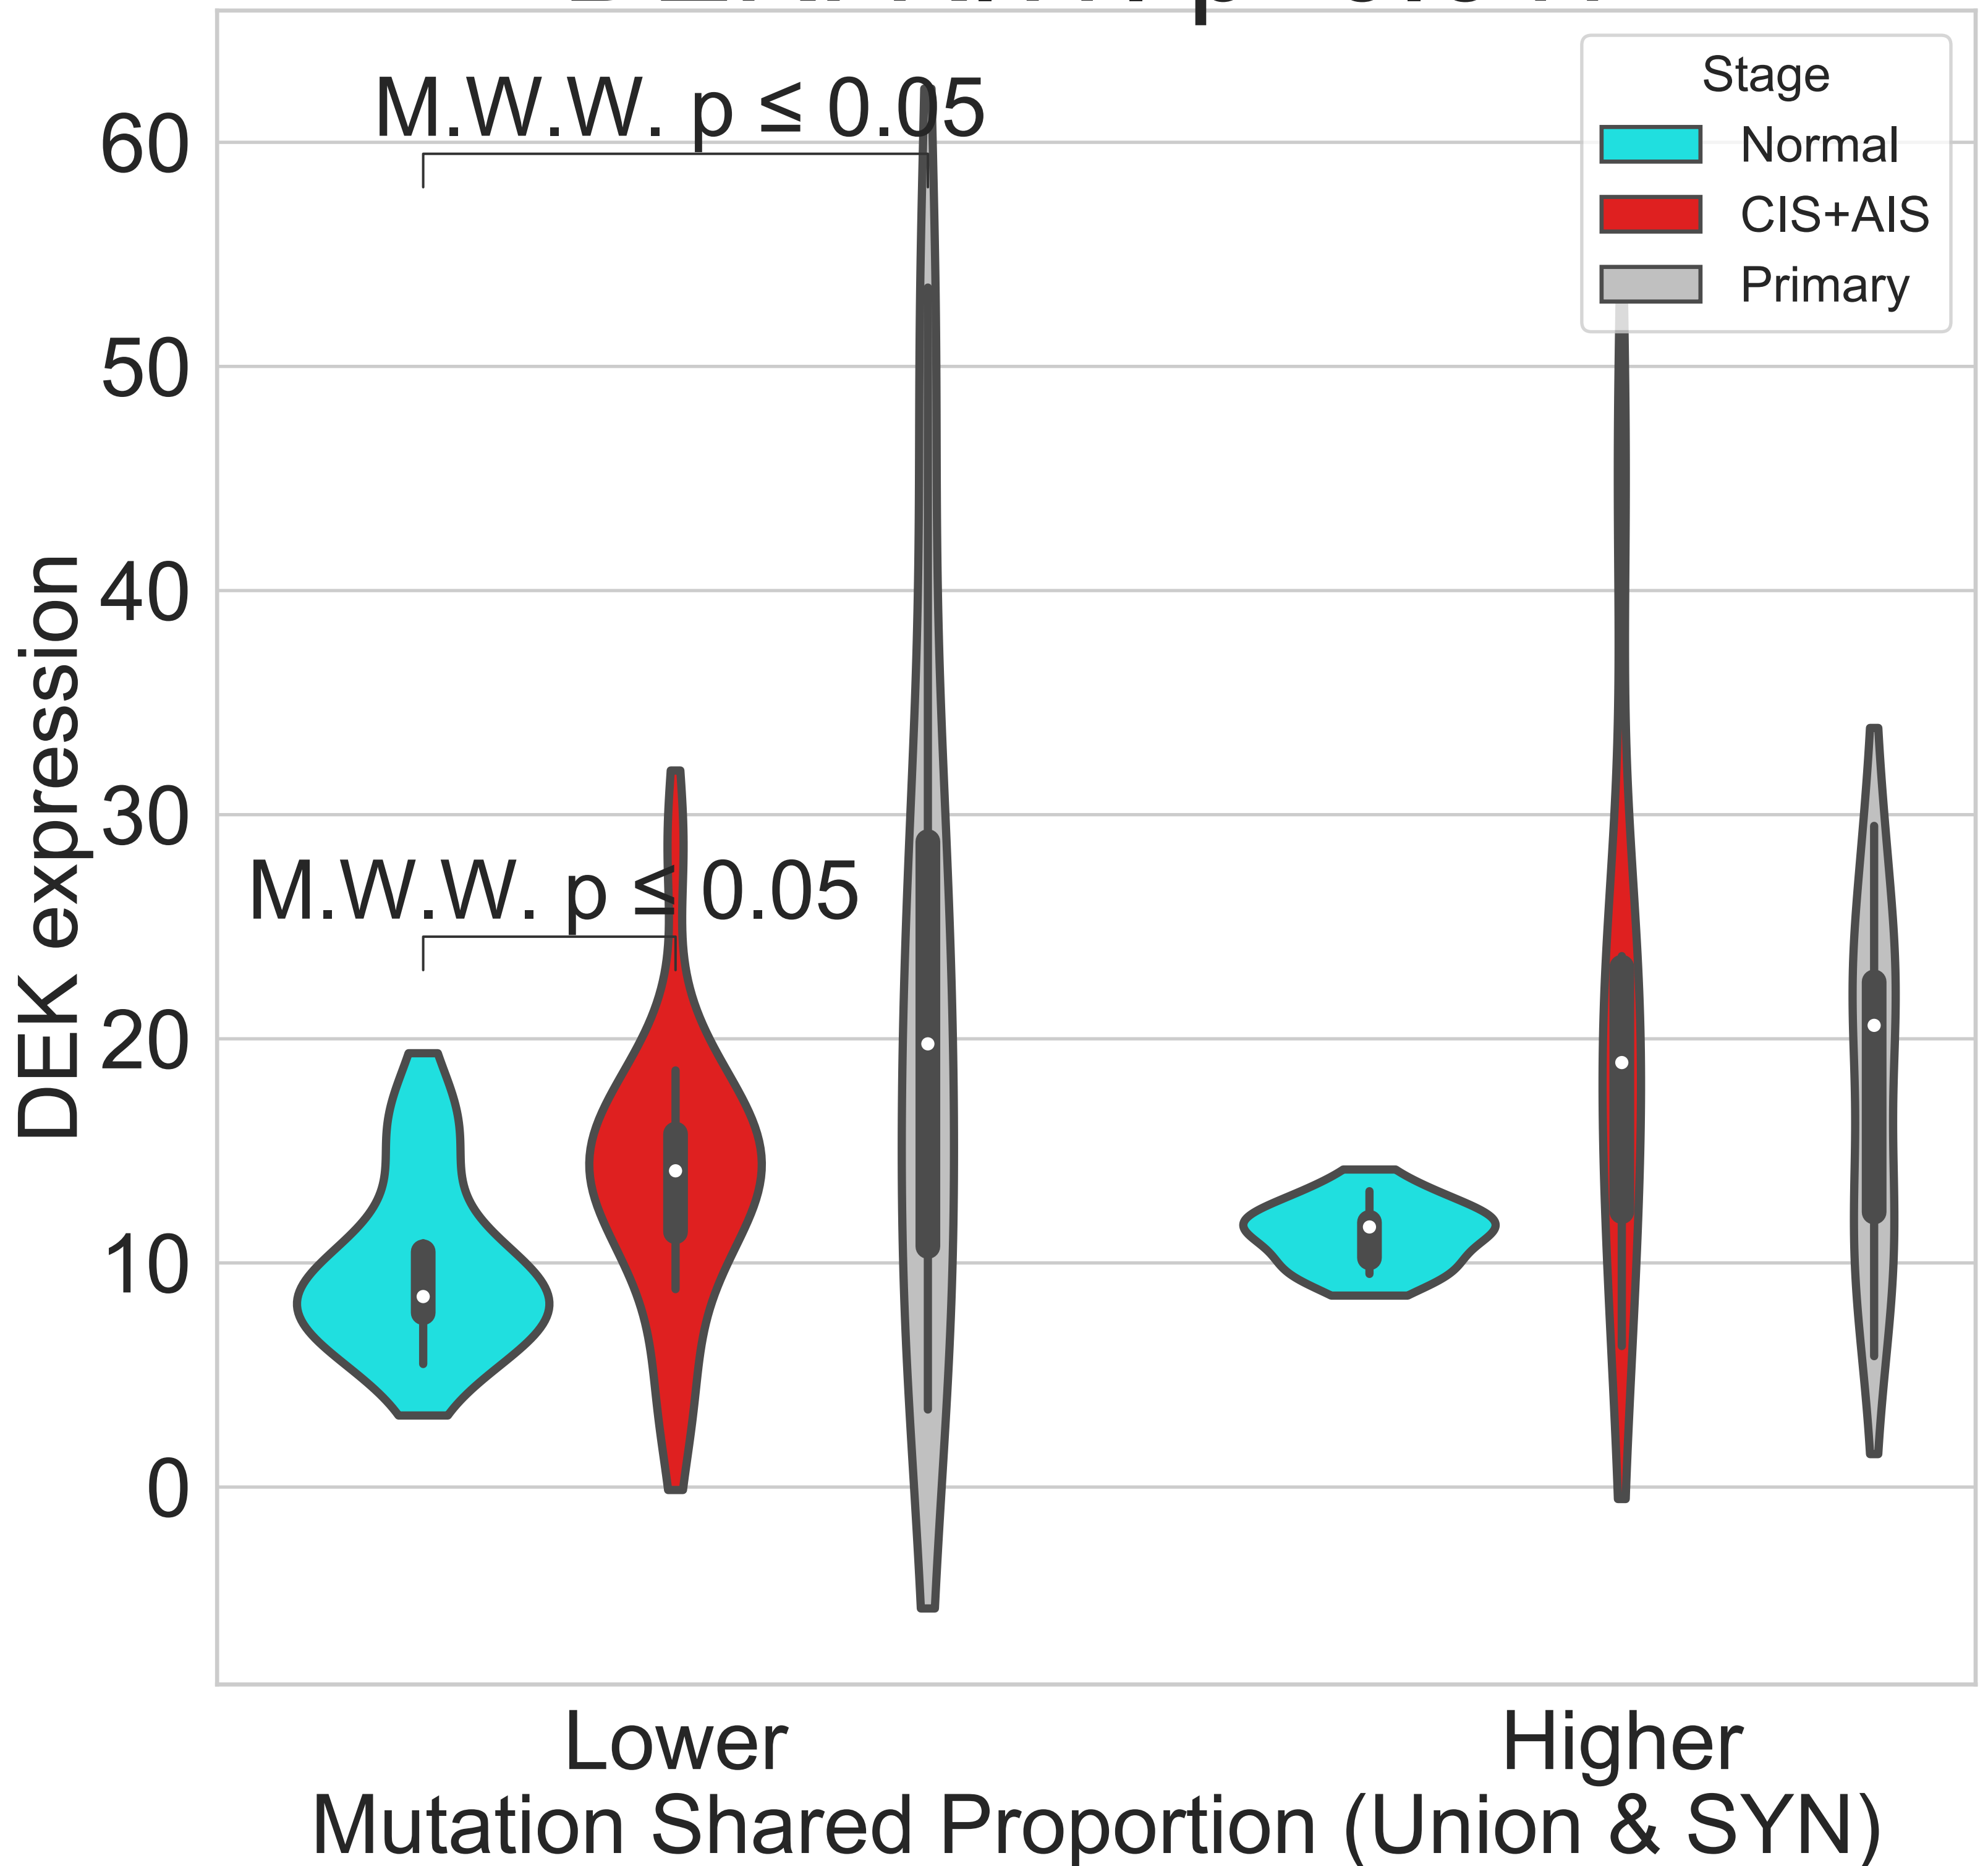 M.W.W. p ≤ 0.05
M.W.W. p ≤ 0.05
Stage
Normal
CIS+AIS
Primary
60
50
40
30
20
10
0
DEK expression
Lower
Higher
Mutation Shared Proportion (Union & SYN)